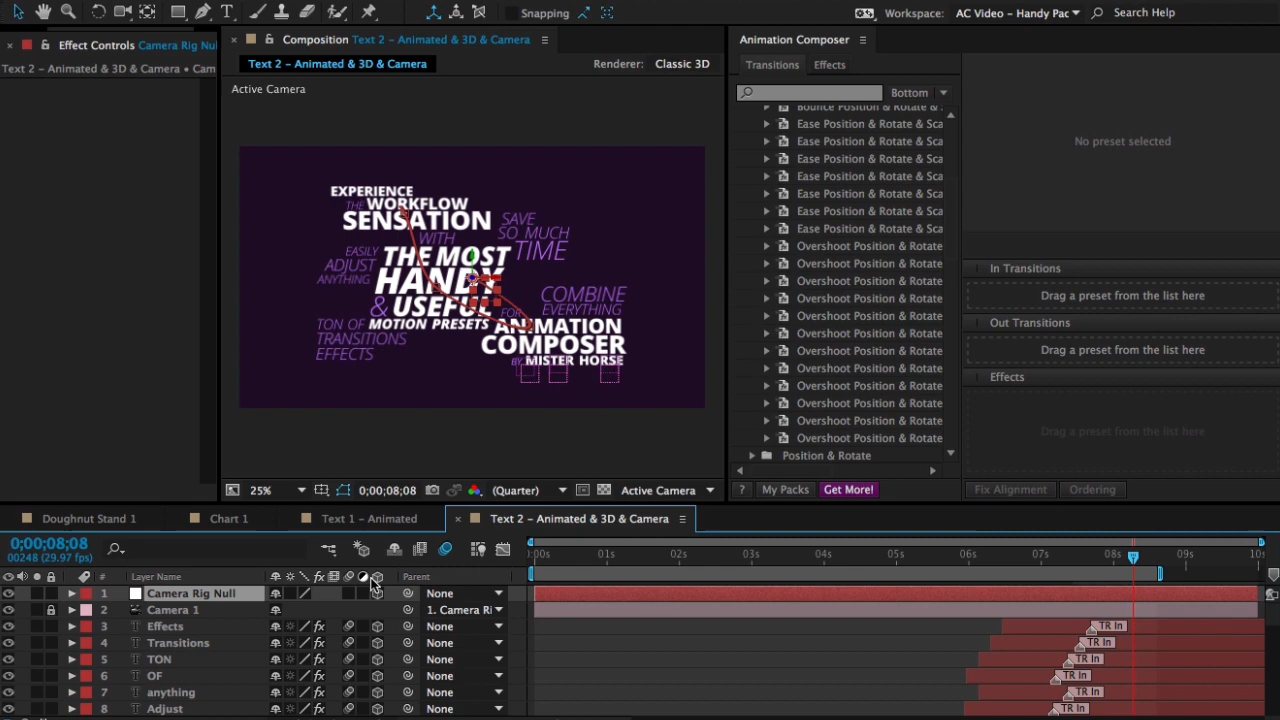 Snapping
Workspace: AC Video - Handy Pac
Search Help
Effect Controls Camera Rig Nul
Composition Text 2 – Animated & 3D & Camera
Animation Composer
Text 2 – Animated & 3D & Camera • Cam
Text 2 – Animated & 3D & Camera
Renderer: Classic 3D
Transitions
Effects
Active Camera
Bottom
Bounce Position & Rotate & S
Ease Position & Rotate & Sca
Ease Position & Rotate & Sca
Ease Position & Rotate & Sca
Ease Position & Rotate & Sca
Ease Position & Rotate & Sca
Ease Position & Rotate & Sca
Ease Position & Rotate & Sca
Overshoot Position & Rotate
Overshoot Position & Rotate
Overshoot Position & Rotate
Overshoot Position & Rotate
Overshoot Position & Rotate
Overshoot Position & Rotate
Overshoot Position & Rotate
Overshoot Position & Rotate
Overshoot Position & Rotate
Overshoot Position & Rotate
Overshoot Position & Rotate
Overshoot Position & Rotate
Position & Rotate
No preset selected
In Transitions
Drag a preset from the list here
Out Transitions
Drag a preset from the list here
Effects
Drag a preset from the list here
EXPERIENCE
THE WORKFLOW
SENSATION
WITH
SAVE
SO MUCH
TIME
EASILY
ADJUST
ANYTHING
THE MOST
HANDY
& USEFUL
COMBINE
EVERYTHING
TON OF MOTION PRESETS
TRANSITIONS
EFFECTS
FOR
ANIMATION
COMPOSER
BY MISTER HORSE
25%
0;00;08;08
(Quarter)
Active Camera
?
My Packs
Get More!
Fix Alignment
Ordering
Doughnut Stand 1
Chart 1
Text 1 – Animated
Text 2 – Animated & 3D & Camera
0;00;08;08
00248 (29.97 fps)
:00s 01s 02s 03s 04s 05s 06s 07s 08s 09s 10s
# Layer Name fx Parent
1 Camera Rig Null None
2 Camera 1 1. Camera Ri
3 T Effects fx None TR In
4 T Transitions fx None TR In
5 T TON fx None TR In
6 T OF fx None TR In
7 T anything fx None TR In
8 T Adjust fx None TR In